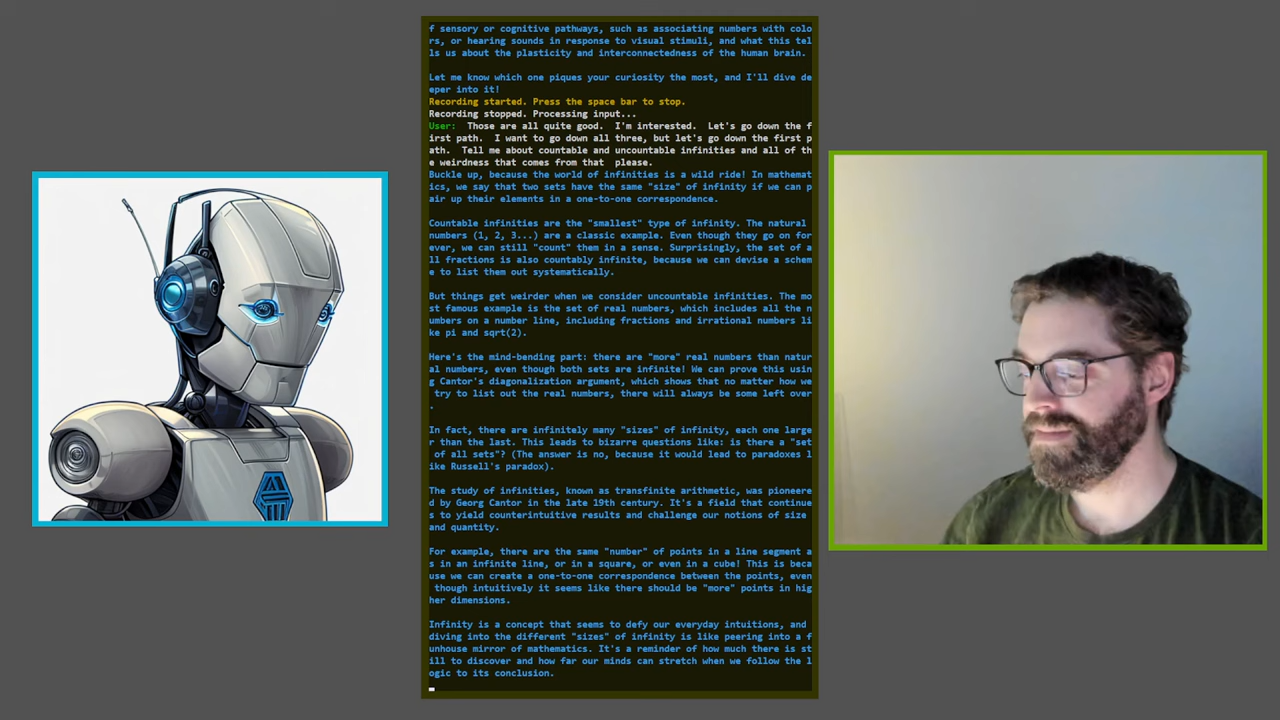 f sensory or cognitive pathways, such as associating numbers with colo
rs, or hearing sounds in response to visual stimuli, and what this tel
ls us about the plasticity and interconnectedness of the human brain.
Let me know which one piques your curiosity the most, and I'll dive de
eper into it!
Recording started. Press the space bar to stop.
Recording stopped. Processing input...
User:  Those are all quite good.  I'm interested.  Let's go down the f
irst path.  I want to go down all three, but let's go down the first p
ath.  Tell me about countable and uncountable infinities and all of th
e weirdness that comes from that  please.
Buckle up, because the world of infinities is a wild ride! In mathemat
ics, we say that two sets have the same "size" of infinity if we can p
air up their elements in a one-to-one correspondence.
Countable infinities are the "smallest" type of infinity. The natural
numbers (1, 2, 3...) are a classic example. Even though they go on for
ever, we can still "count" them in a sense. Surprisingly, the set of a
ll fractions is also countably infinite, because we can devise a schem
e to list them out systematically.
But things get weirder when we consider uncountable infinities. The mo
st famous example is the set of real numbers, which includes all the n
umbers on a number line, including fractions and irrational numbers li
ke pi and sqrt(2).
Here's the mind-bending part: there are "more" real numbers than natur
al numbers, even though both sets are infinite! We can prove this usin
g Cantor's diagonalization argument, which shows that no matter how we
try to list out the real numbers, there will always be some left over
.
In fact, there are infinitely many "sizes" of infinity, each one large
r than the last. This leads to bizarre questions like: is there a "set
of all sets"? (The answer is no, because it would lead to paradoxes l
ike Russell's paradox).
The study of infinities, known as transfinite arithmetic, was pioneere
d by Georg Cantor in the late 19th century. It's a field that continue
s to yield counterintuitive results and challenge our notions of size
and quantity.
For example, there are the same "number" of points in a line segment a
s in an infinite line, or in a square, or even in a cube! This is beca
use we can create a one-to-one correspondence between the points, even
though intuitively it seems like there should be "more" points in hig
her dimensions.
Infinity is a concept that seems to defy our everyday intuitions, and
diving into the different "sizes" of infinity is like peering into a f
unhouse mirror of mathematics. It's a reminder of how much there is st
ill to discover and how far our minds can stretch when we follow the l
ogic to its conclusion.